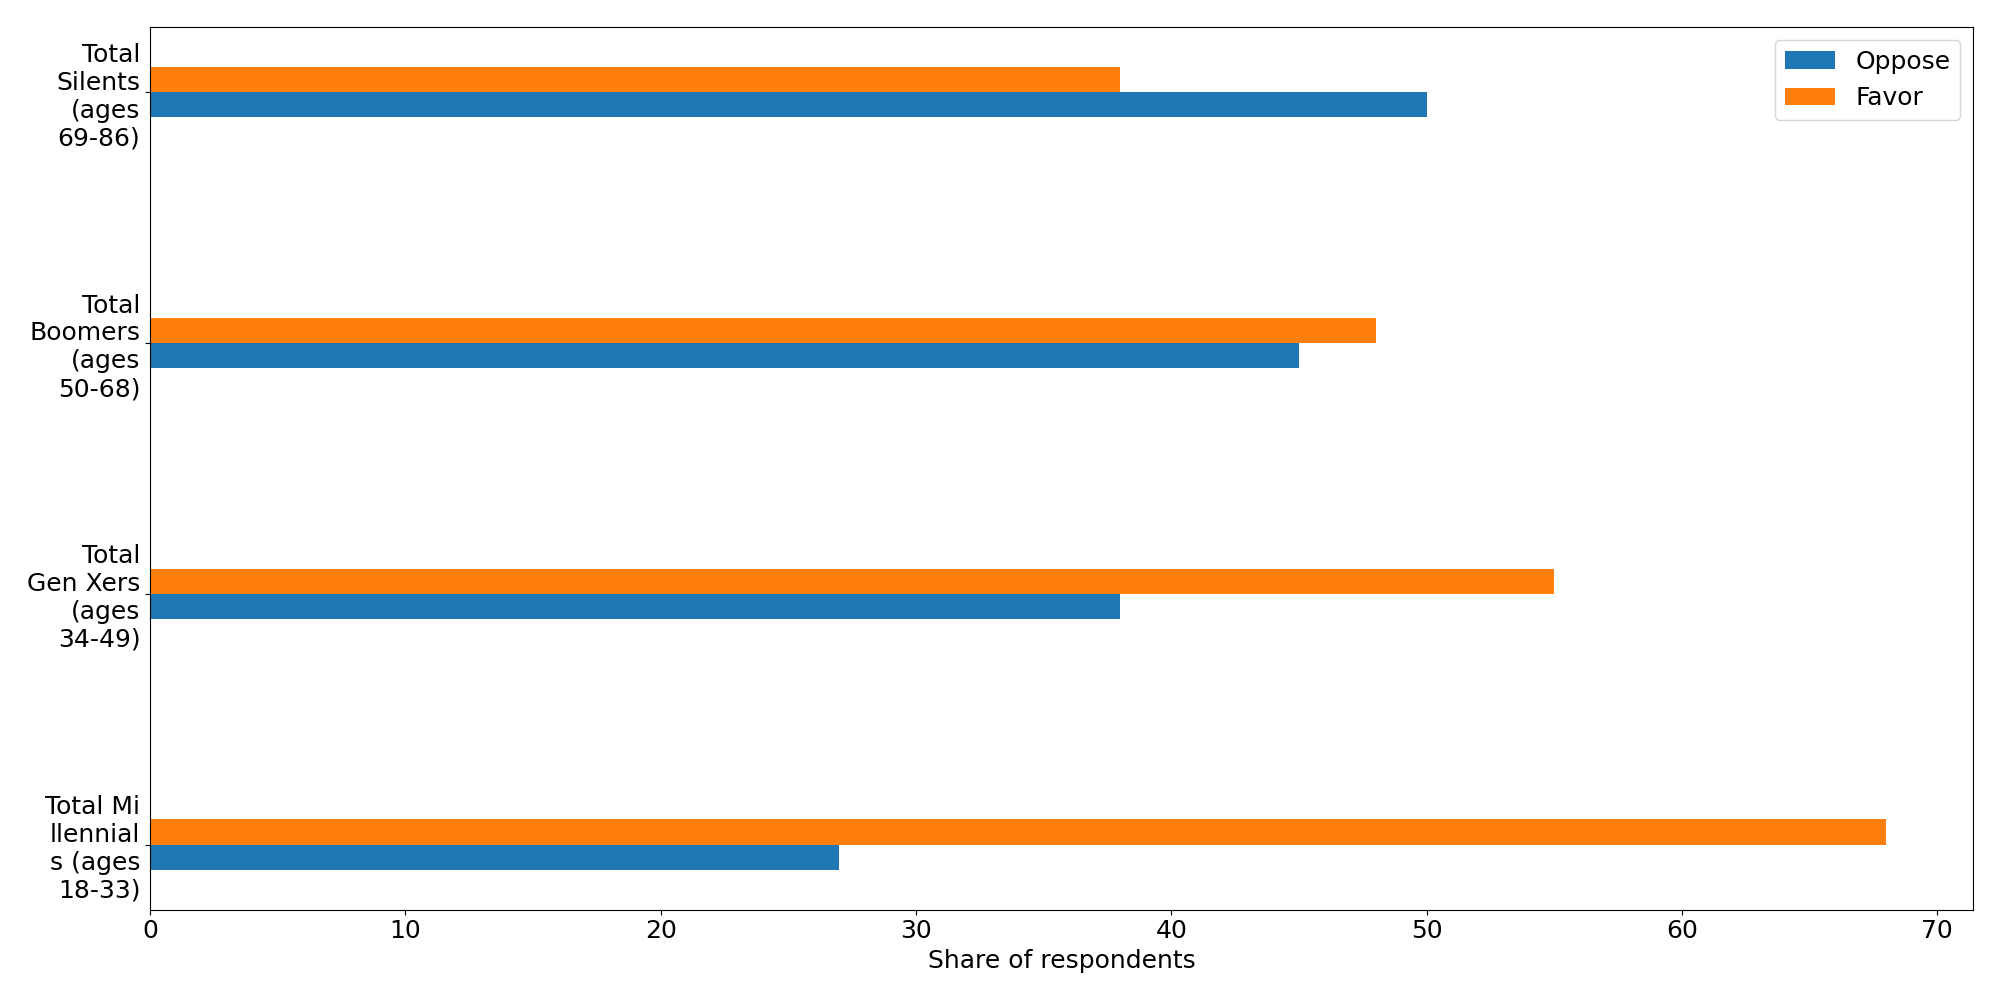 Total
Silents
(ages
69-86)
Total
Boomers
(ages
50-68)
Total
Gen Xers
(ages
34-49)
Total Mi
llennial
s (ages
18-33)
0 10 20 30 40 50 60 70
Share of respondents
Oppose
Favor